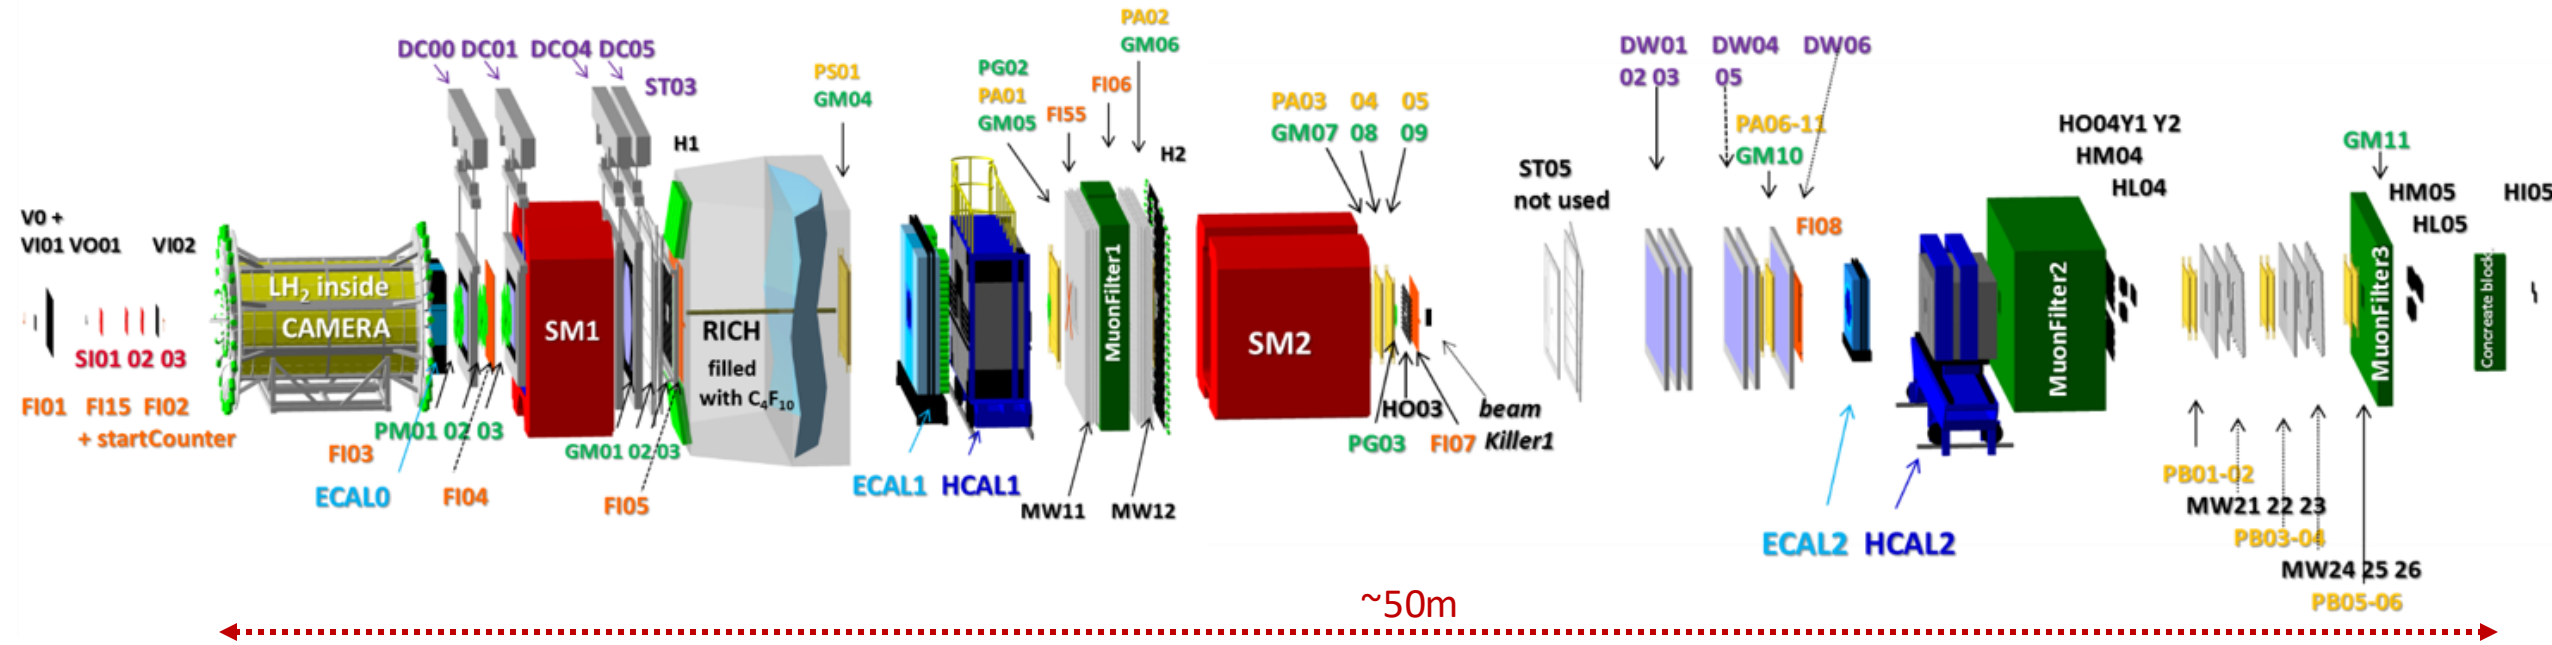 PA02
GM06
DC00 DC01 DCO4 DC05
ST03
H1
PS01
GM04
PG02
PA01
GM05
FI55
FI06
H2
PA03 04 05
GM07 08 09
DW01
02 03
DW04
05
DW06
PA06-11
GM10
FI08
ST05
not used
HO04Y1 Y2
HM04
HL04
GM11
HM05
HL05
HI05
V0 +
VI01 VO01 VI02
SI01 02 03
FI01 FI15 FI02
+ startCounter
LH2 inside
CAMERA
SM1
RICH
filled
with C4F10
MuonFilter1
SM2
MuonFilter2
MuonFilter3
Concreate block
PM01 02 03
FI03
ECAL0
FI04
GM01 02 03
FI05
ECAL1 HCAL1
MW11 MW12
HO03
PG03
FI07
beam
Killer1
ECAL2 HCAL2
PB01-02
MW21 22 23
PB03-04
MW24 25 26
PB05-06
~50m